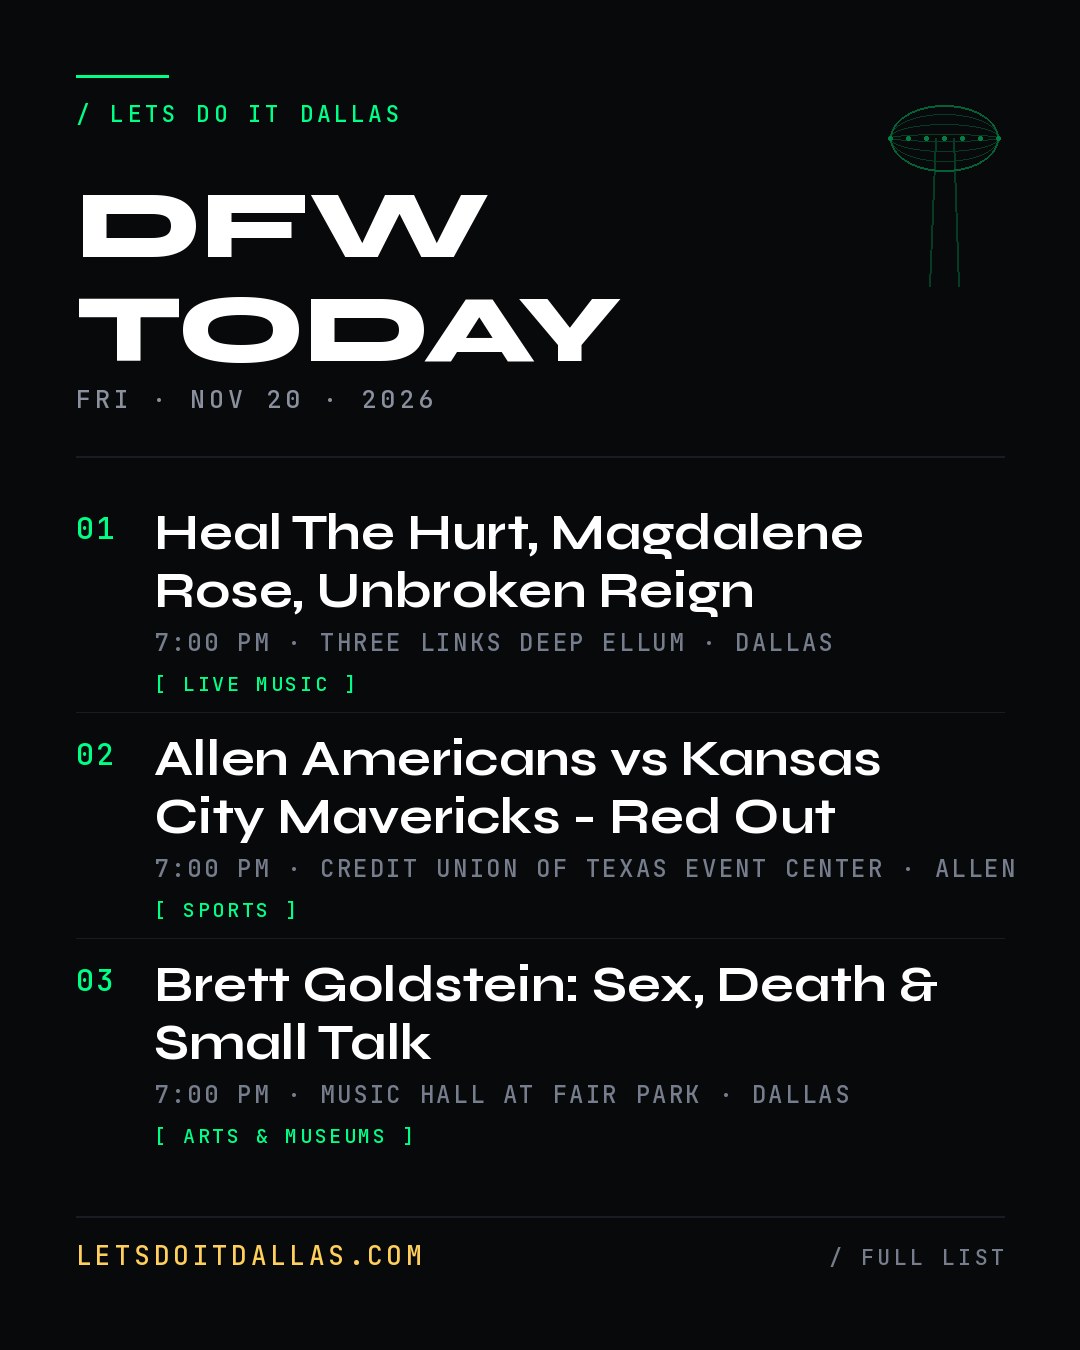 / LETS DO IT DALLAS
DFW
TODAY
FRI · NOV 20 · 2026
01
Heal The Hurt, Magdalene
Rose, Unbroken Reign
7:00 PM · THREE LINKS DEEP ELLUM · DALLAS
[ LIVE MUSIC ]
02
Allen Americans vs Kansas
City Mavericks - Red Out
7:00 PM · CREDIT UNION OF TEXAS EVENT CENTER · ALLEN
[ SPORTS ]
03
Brett Goldstein: Sex, Death &
Small Talk
7:00 PM · MUSIC HALL AT FAIR PARK · DALLAS
[ ARTS & MUSEUMS ]
LETSDOITDALLAS.COM
/ FULL LIST